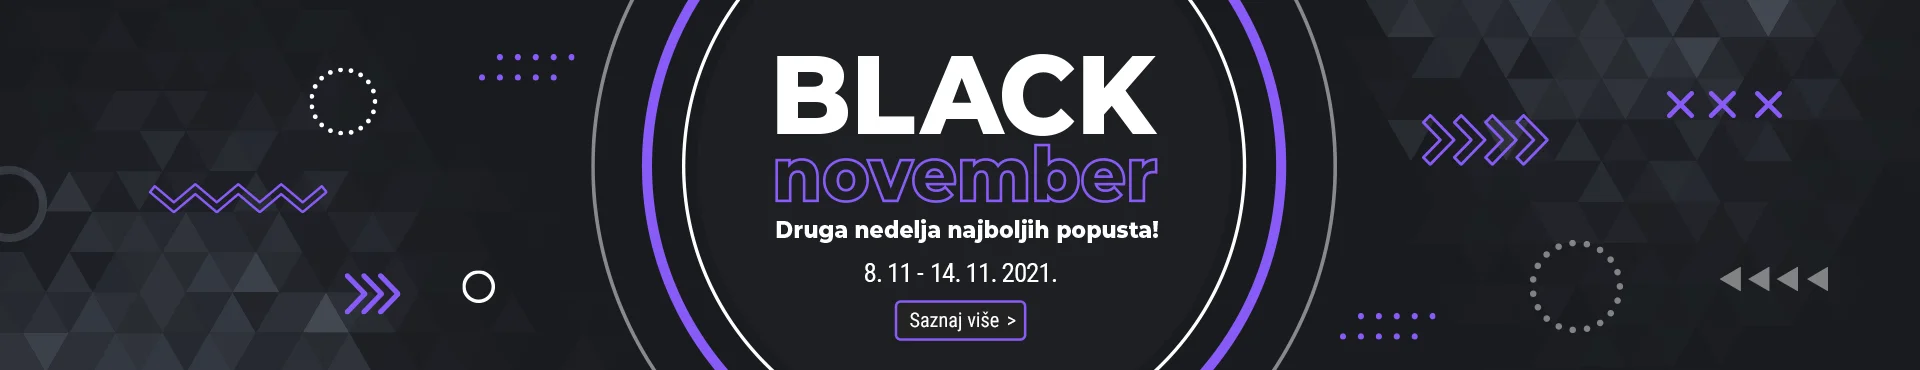 BLACK
november
Druga nedelja najboljih popusta!
8. 11 - 14. 11. 2021.
Saznaj više >